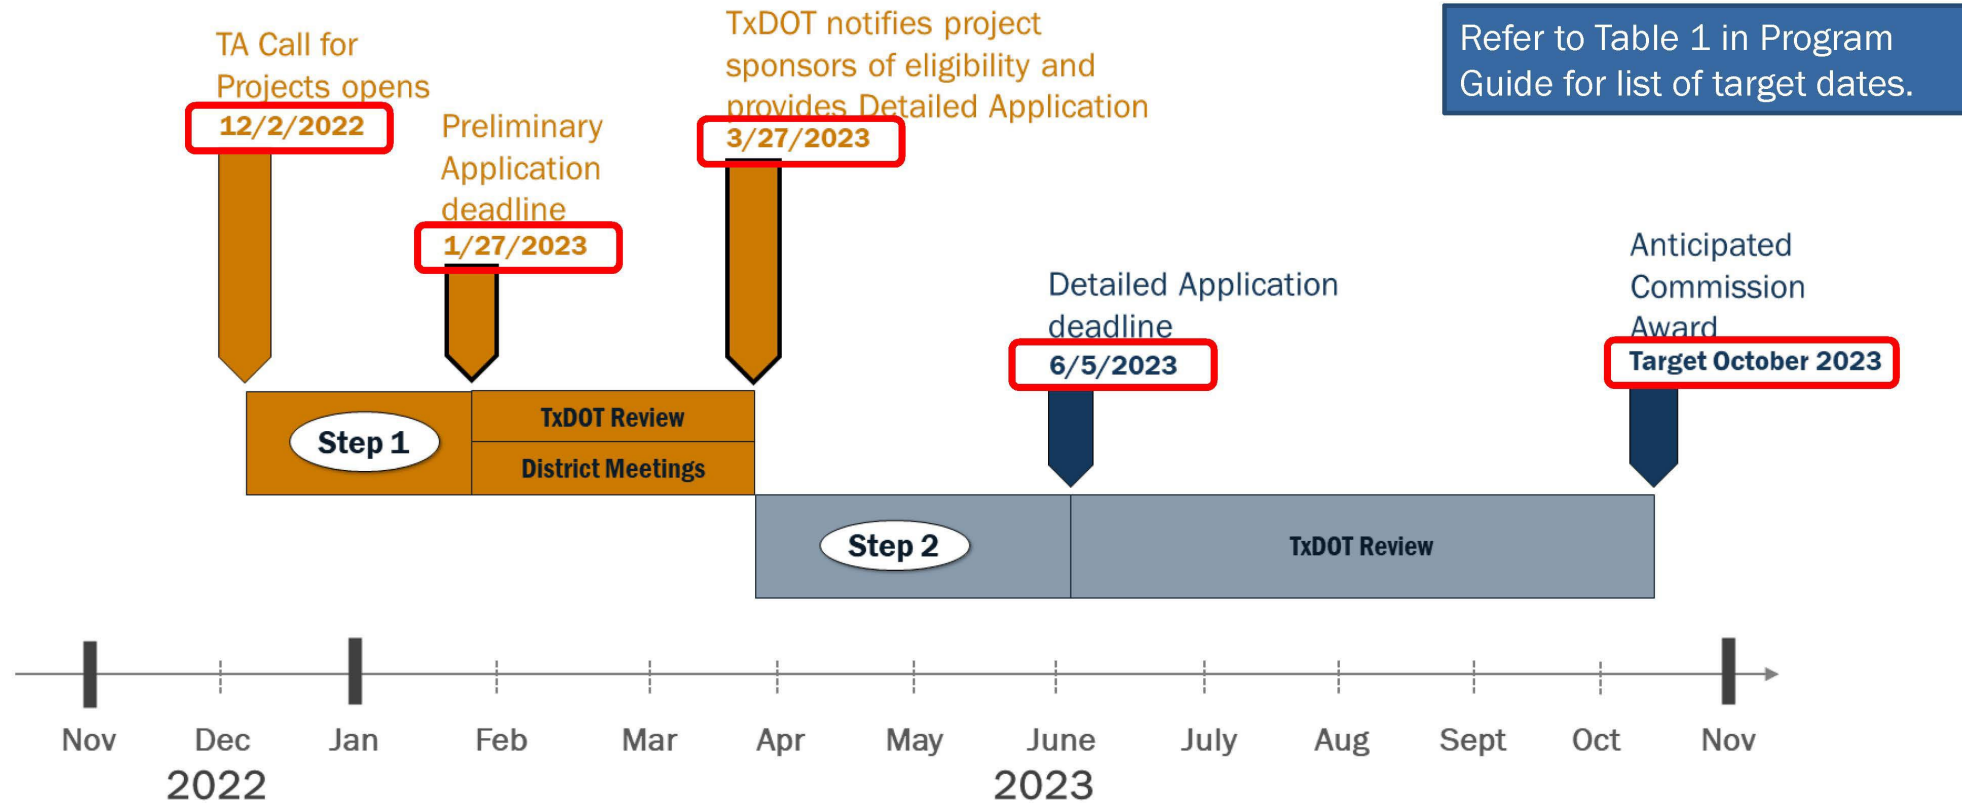 TA Call for
Projects opens
12/2/2022
Preliminary
Application
deadline
1/27/2023
TxDOT notifies project
sponsors of eligibility and
provides Detailed Application
3/27/2023
Refer to Table 1 in Program
Guide for list of target dates.
Detailed Application
deadline
6/5/2023
Anticipated
Commission
Award
Target October 2023
Step 1
TxDOT Review
District Meetings
Step 2
TxDOT Review
Nov Dec Jan Feb Mar Apr May June July Aug Sept Oct Nov
2022 2023